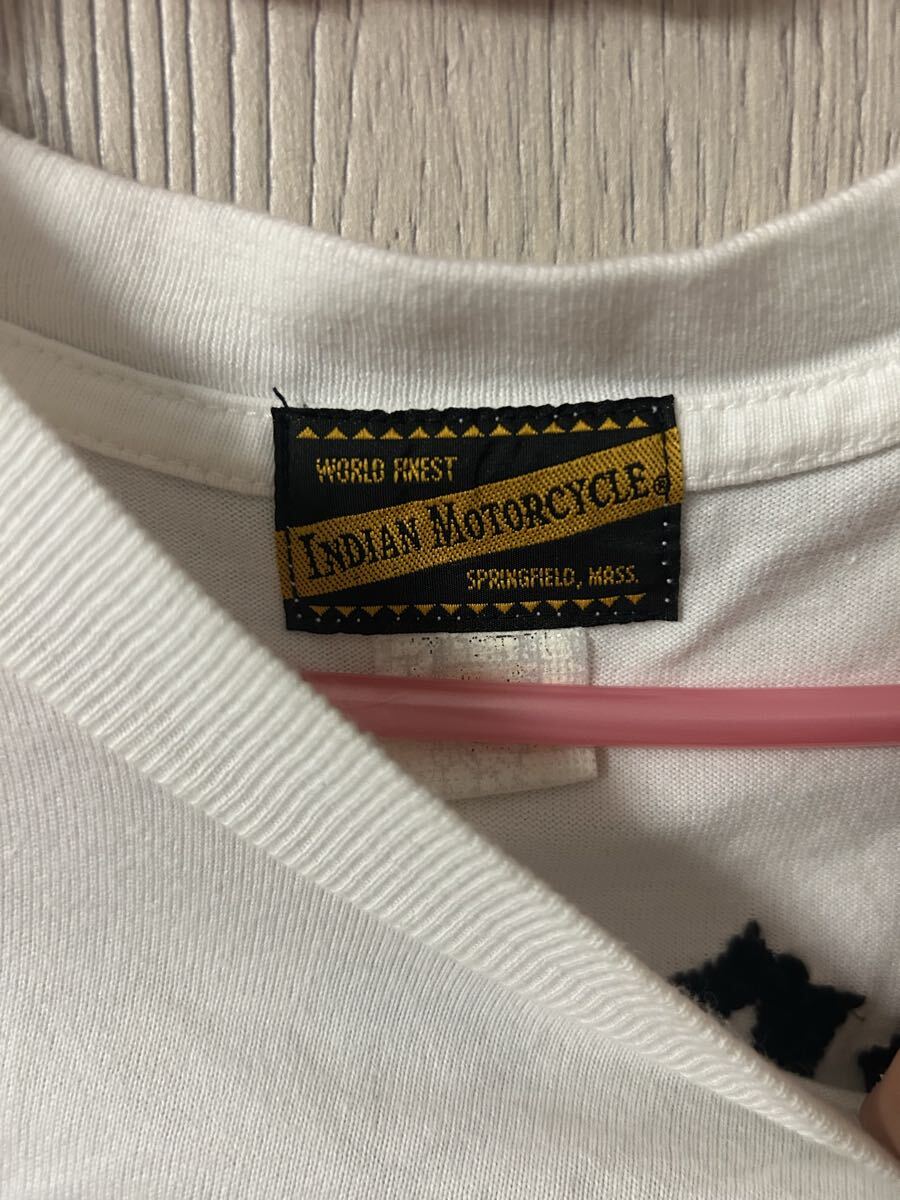 WORLD FINEST
INDIAN MOTORCYCLE®
SPRINGFIELD, MASS.